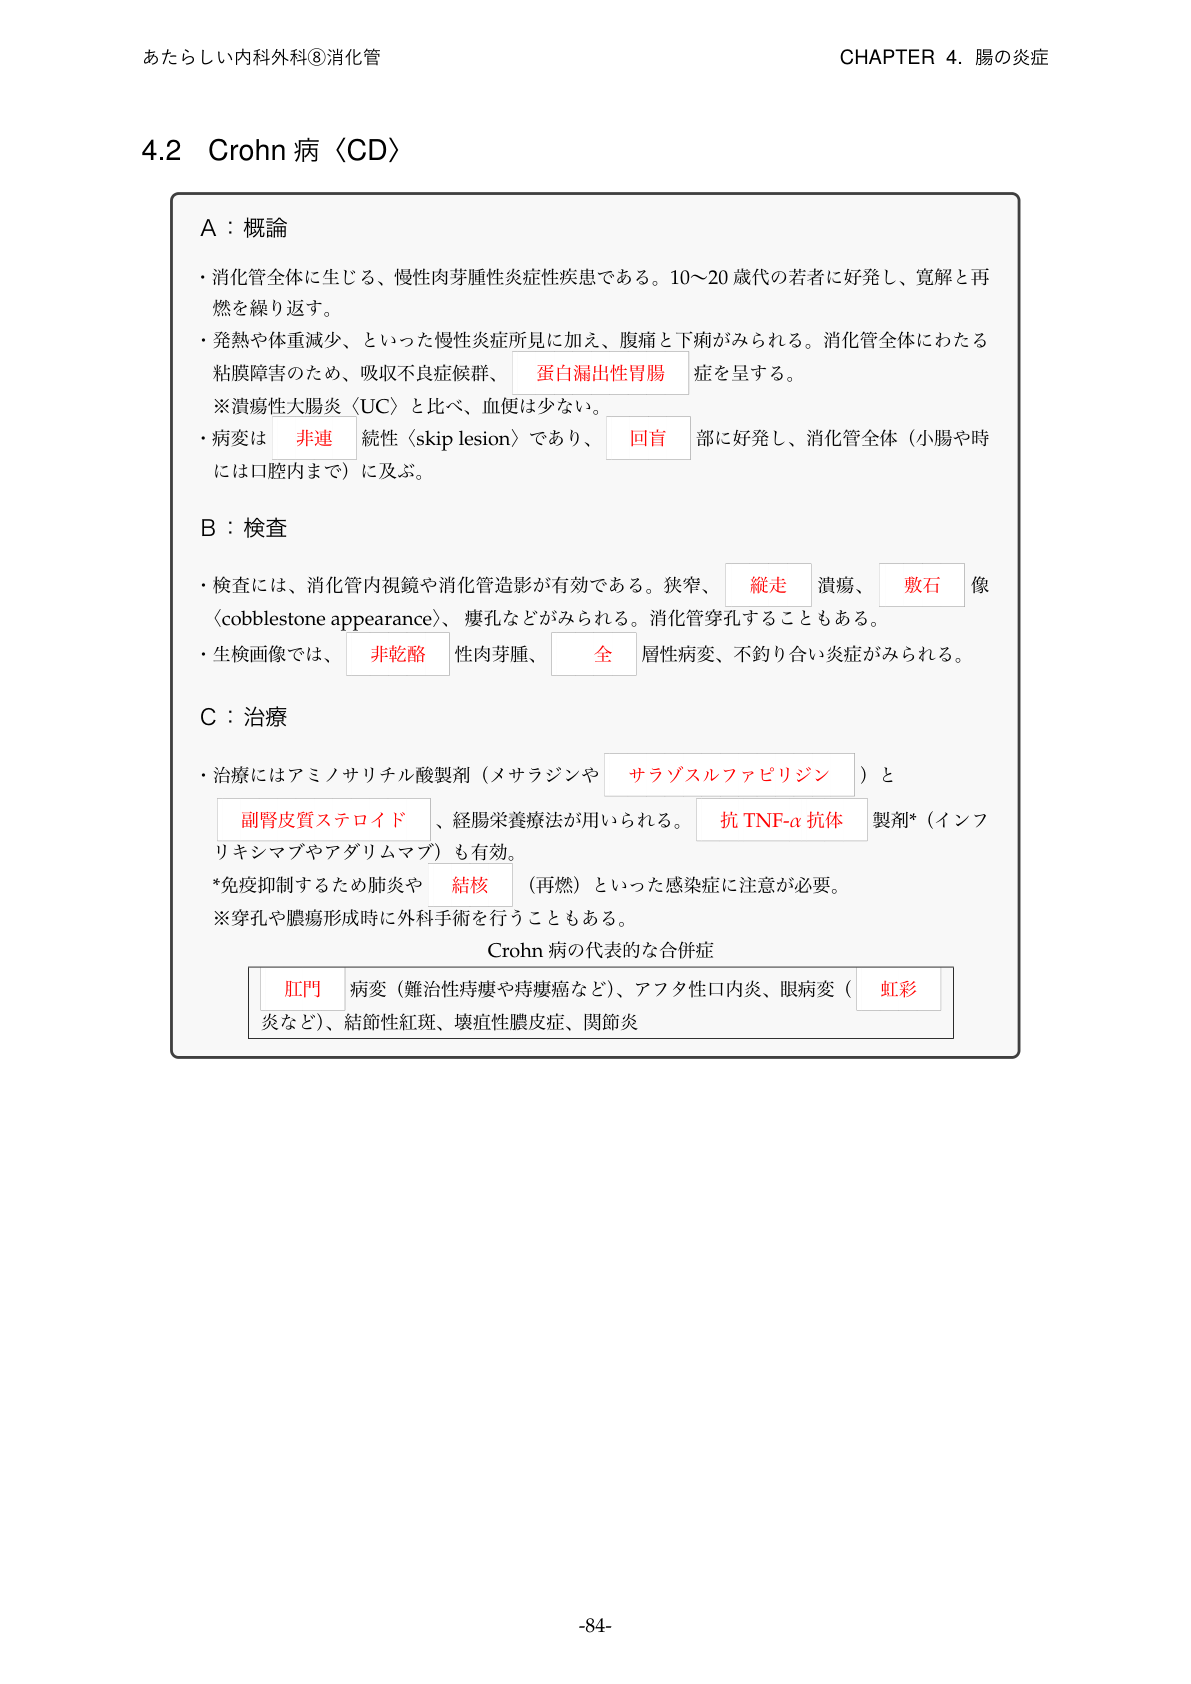 あたらしい内科外科⑧消化管
CHAPTER 4. 腸の炎症
4.2 Crohn 病〈CD〉
A：概論
・消化管全体に生じる、慢性肉芽腫性炎症性疾患である。10〜20 歳代の若者に好発し、寛解と再
燃を繰り返す。
・発熱や体重減少、といった慢性炎症所見に加え、腹痛と下痢がみられる。消化管全体にわたる
粘膜障害のため、吸収不良症候群、 蛋白漏出性胃腸 症を呈する。
※潰瘍性大腸炎〈UC〉と比べ、血便は少ない。
・病変は 非連 続性〈skip lesion〉であり、 回盲 部に好発し、消化管全体（小腸や時
には口腔内まで）に及ぶ。
B：検査
・検査には、消化管内視鏡や消化管造影が有効である。狭窄、 縦走 潰瘍、 敷石 像
〈cobblestone appearance〉、瘻孔などがみられる。消化管穿孔することもある。
・生検画像では、 非乾酪 性肉芽腫、 全 層性病変、不釣り合い炎症がみられる。
C：治療
・治療にはアミノサリチル酸製剤（メサラジンや サラゾスルファピリジン ）と
副腎皮質ステロイド 、経腸栄養療法が用いられる。 抗 TNF-α 抗体 製剤*（インフ
リキシマブやアダリムマブ）も有効。
*免疫抑制するため肺炎や 結核 （再燃）といった感染症に注意が必要。
※穿孔や膿瘍形成時に外科手術を行うこともある。
Crohn 病の代表的な合併症
肛門 病変（難治性痔瘻や痔瘻癌など）、アフタ性口内炎、眼病変（ 虹彩
炎など）、結節性紅斑、壊疽性膿皮症、関節炎
-84-